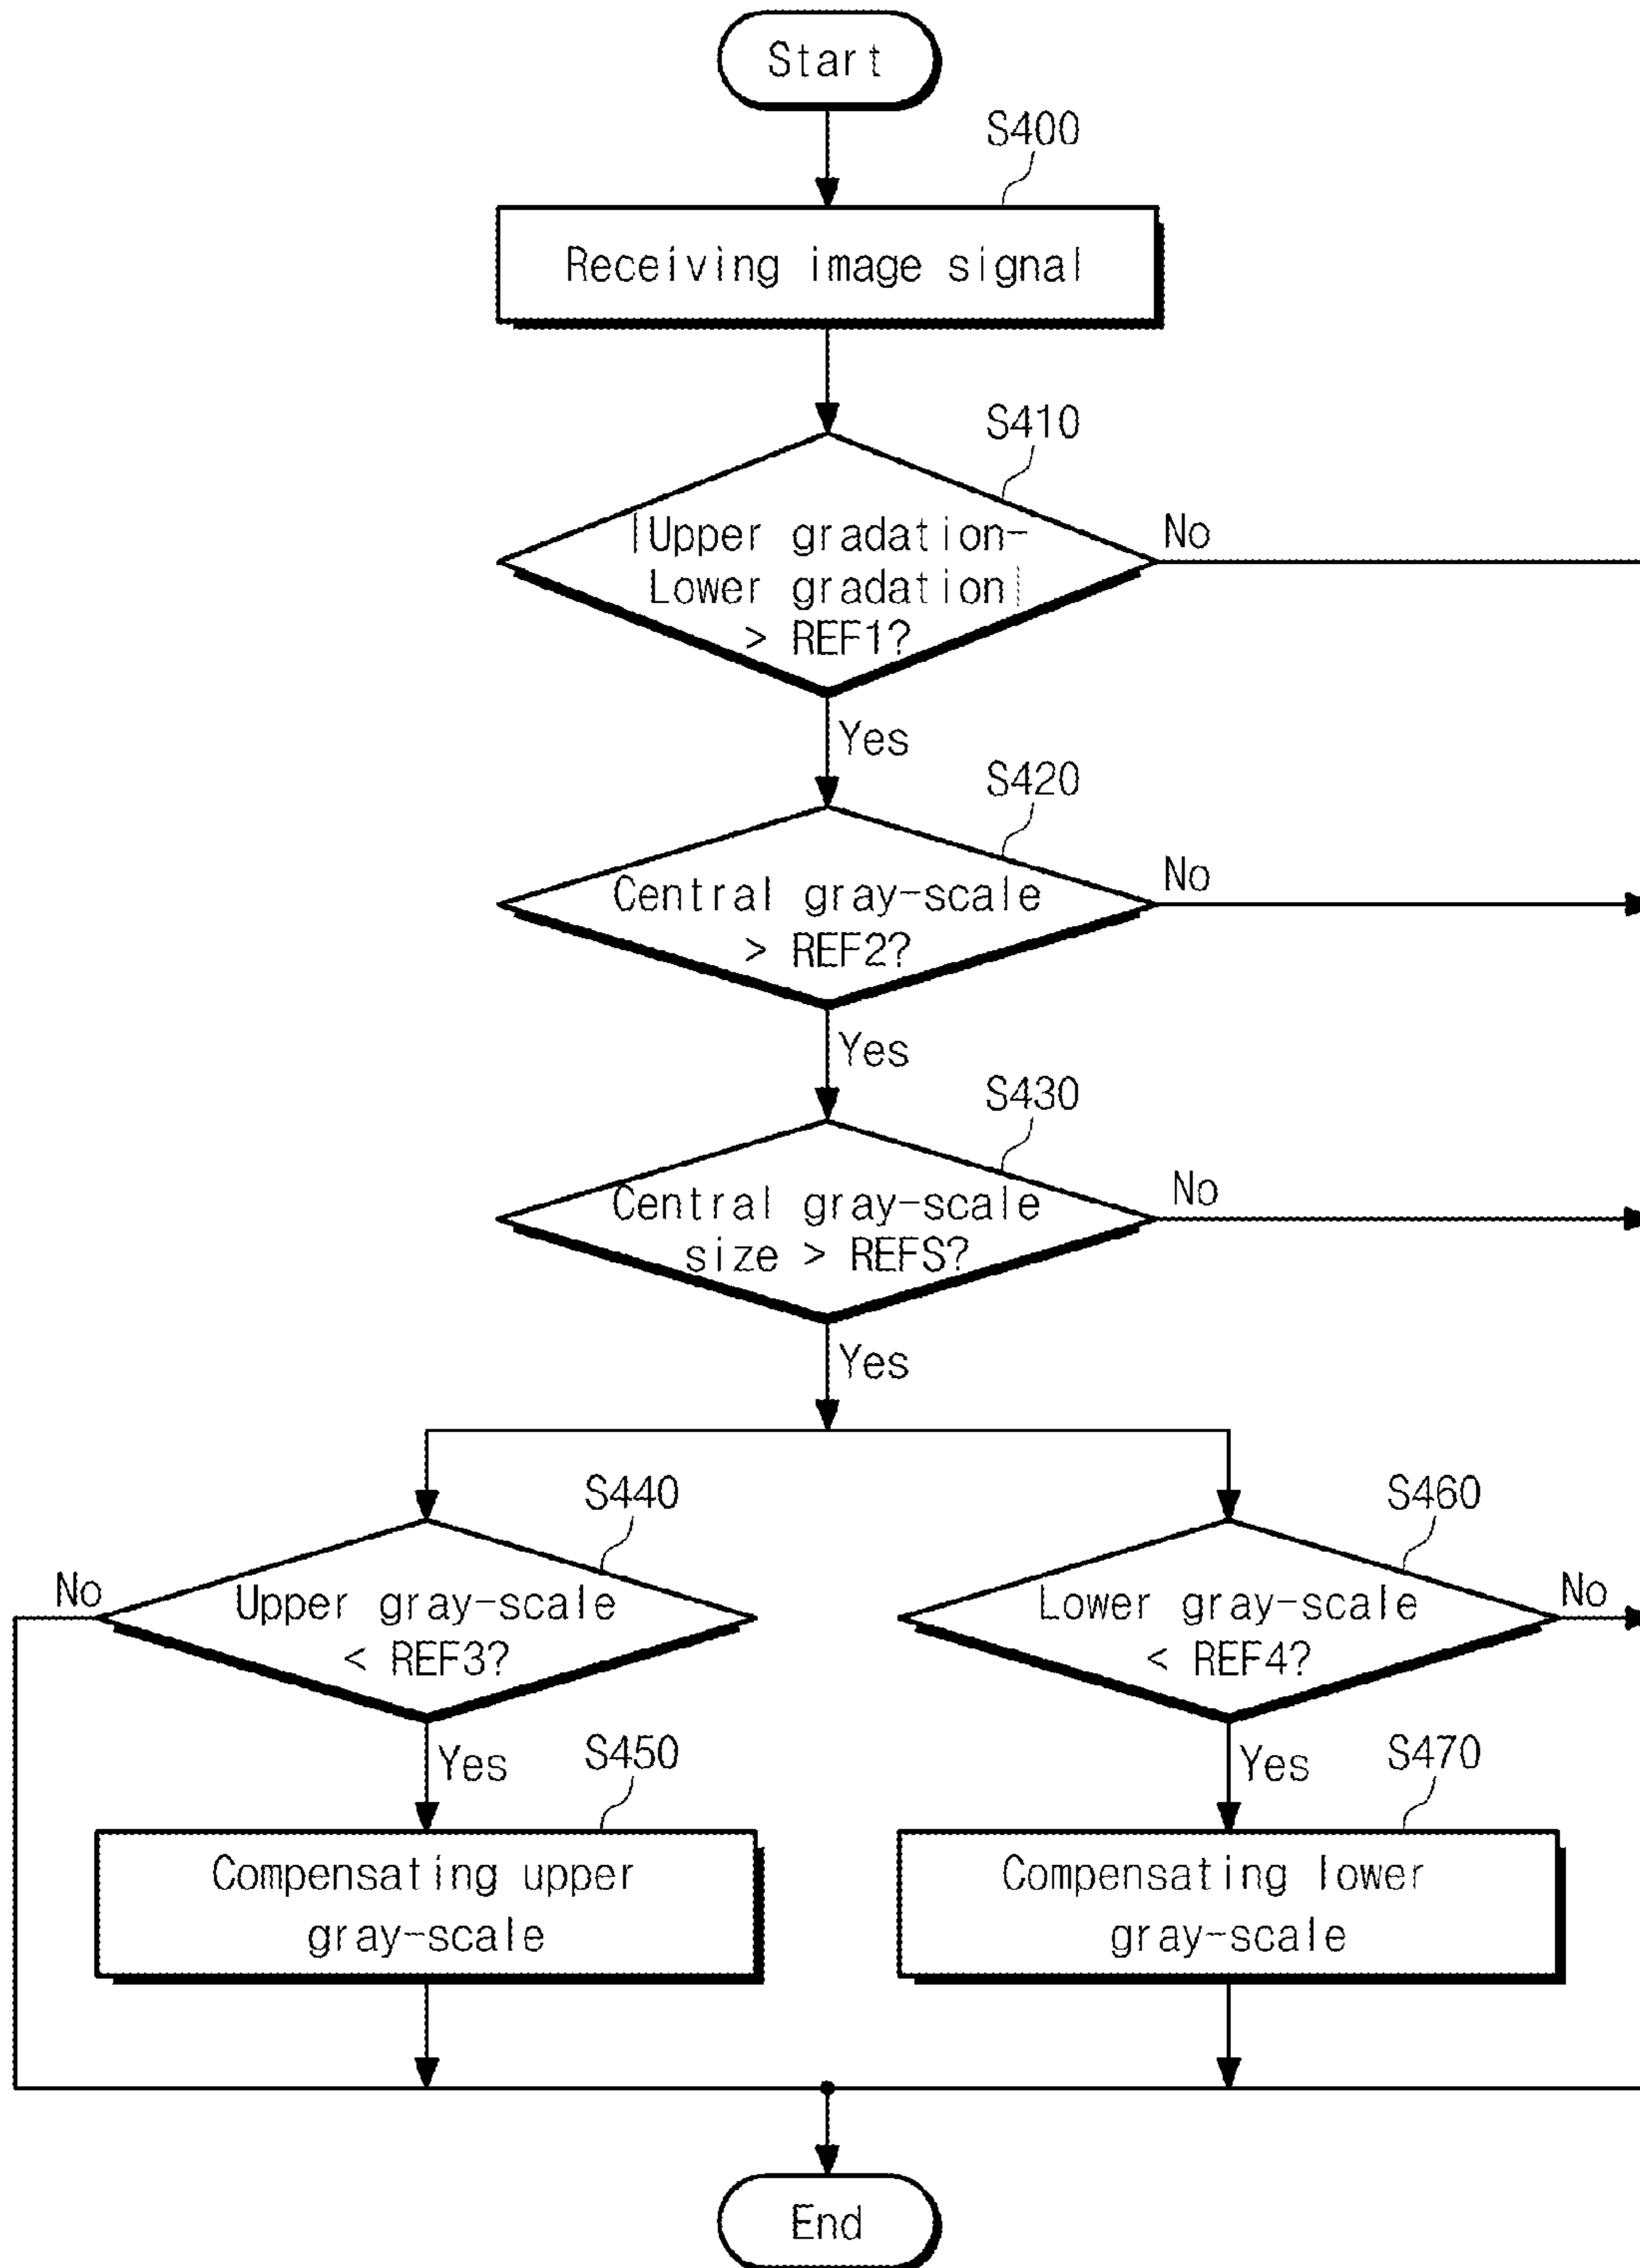 Start
S400
Receiving image signal
S410
|Upper gradation-
Lower gradation|
> REF1?
No
Yes
S420
Central gray-scale
> REF2?
No
Yes
S430
Central gray-scale
size > REFS?
No
Yes
S440
Upper gray-scale
< REF3?
No
Yes
S460
Lower gray-scale
< REF4?
No
Yes
S450
Compensating upper
gray-scale
S470
Compensating lower
gray-scale
End